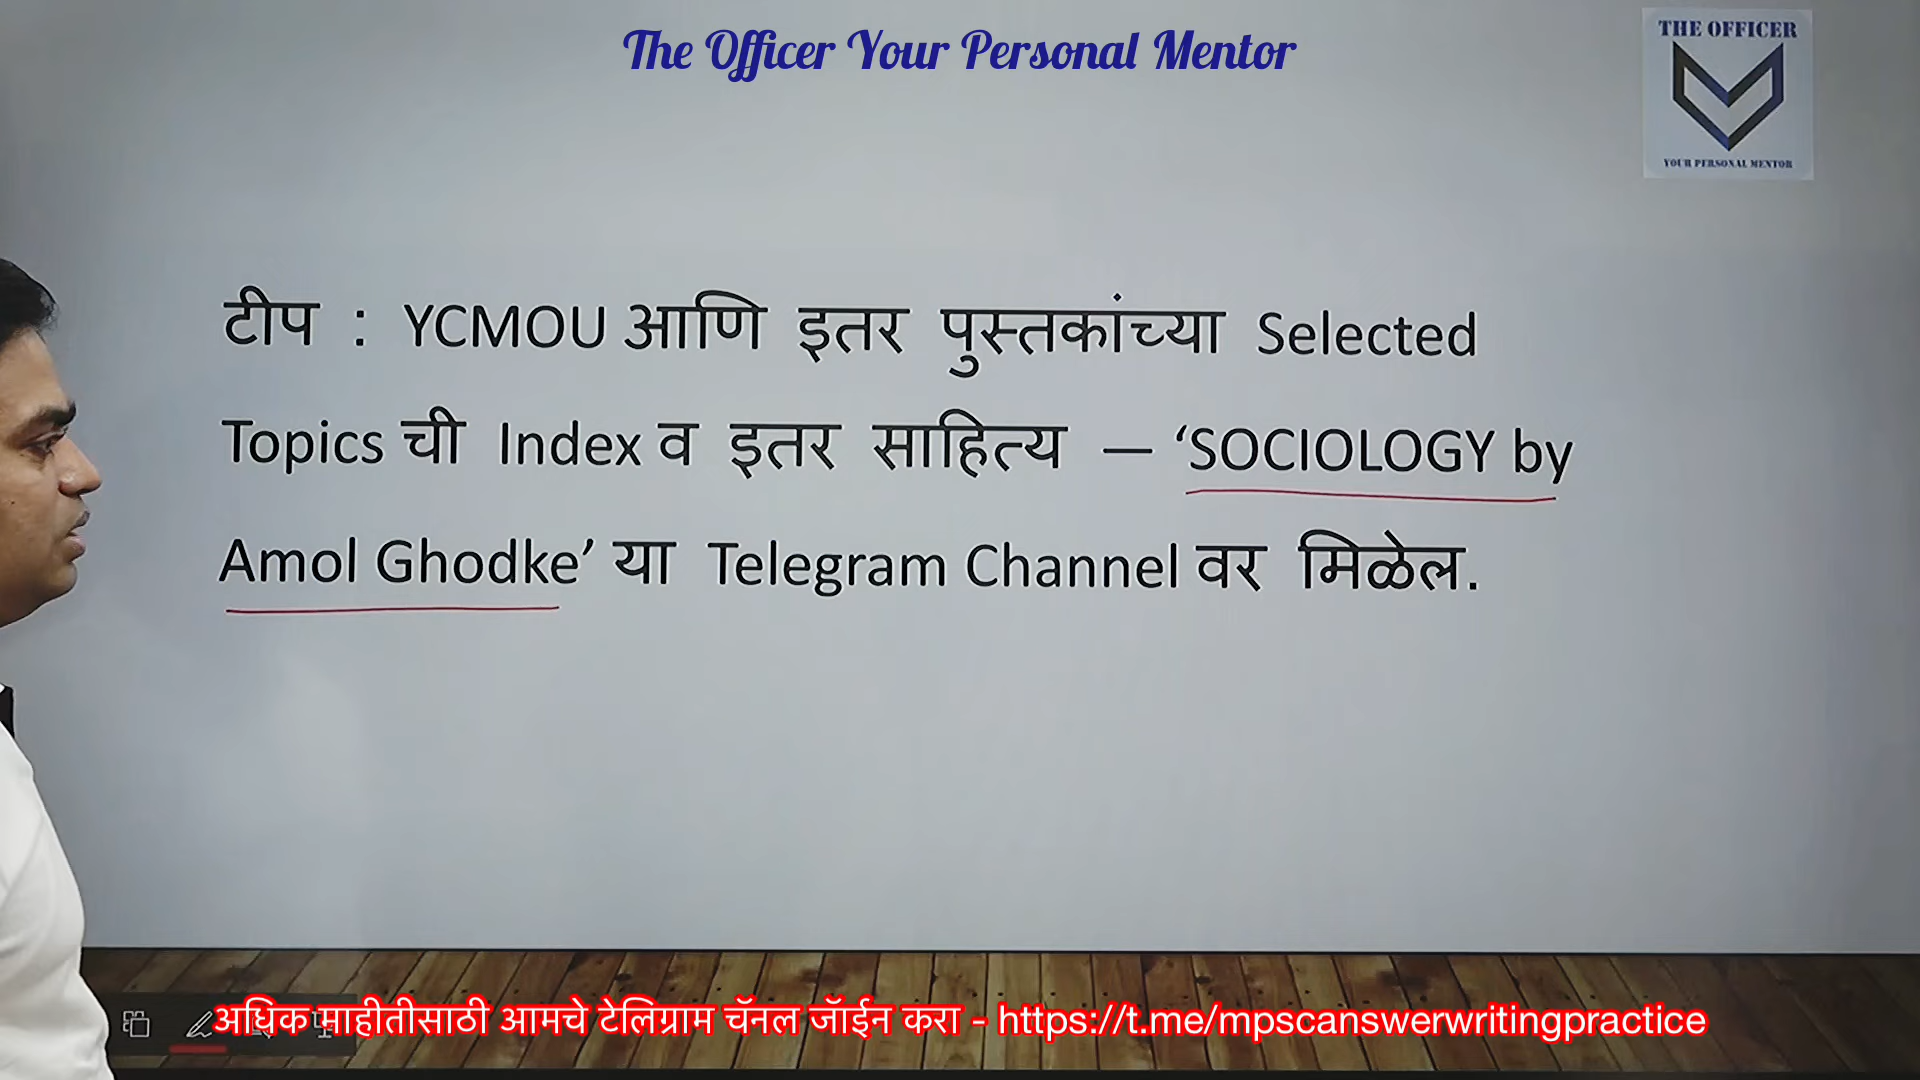 The Officer Your Personal Mentor
THE OFFICER
YOUR PERSONAL MENTOR
टीप : YCMOU आणि इतर पुस्तकांच्या Selected
Topics ची Index व इतर साहित्य – ‘SOCIOLOGY by
Amol Ghodke’ या Telegram Channel वर मिळेल.
अधिक माहीतीसाठी आमचे टेलिग्राम चॅनल जॉईन करा - https://t.me/mpscanswerwritingpractice